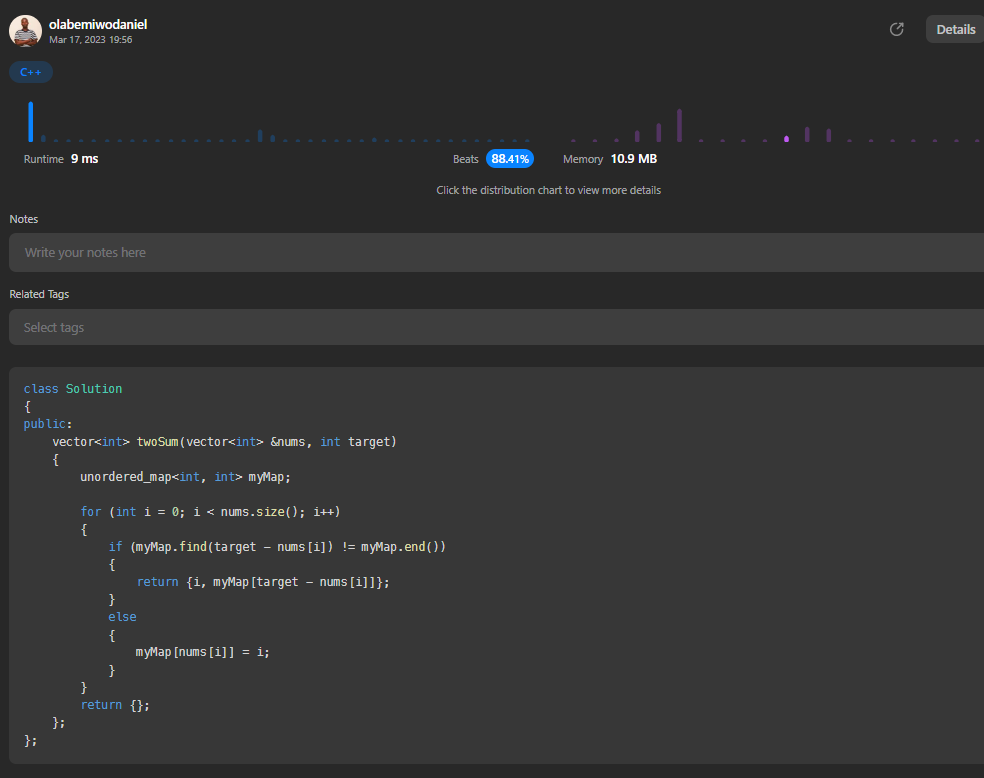 olabemiwodaniel
Mar 17, 2023 19:56
Details
C++
Runtime 9 ms
Beats 88.41%
Memory 10.9 MB
Click the distribution chart to view more details
Notes
Write your notes here
Related Tags
Select tags
class Solution
{
public:
    vector<int> twoSum(vector<int> &nums, int target)
    {
        unordered_map<int, int> myMap;

        for (int i = 0; i < nums.size(); i++)
        {
            if (myMap.find(target - nums[i]) != myMap.end())
            {
                return {i, myMap[target - nums[i]]};
            }
            else
            {
                myMap[nums[i]] = i;
            }
        }
        return {};
    };
};